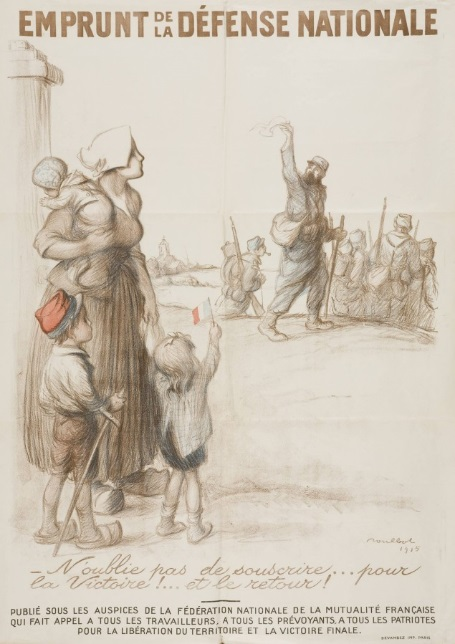 EMPRUNT DE LA DÉFENSE NATIONALE
Poulbot
1915
– N'oublie pas de souscrire... pour
la Victoire !... et le retour !
PUBLIÉ SOUS LES AUSPICES DE LA FÉDÉRATION NATIONALE DE LA MUTUALITÉ FRANÇAISE
QUI FAIT APPEL A TOUS LES TRAVAILLEURS, A TOUS LES PRÉVOYANTS, A TOUS LES PATRIOTES
POUR LA LIBÉRATION DU TERRITOIRE ET LA VICTOIRE FINALE.
DEVAMBEZ IMP. PARIS